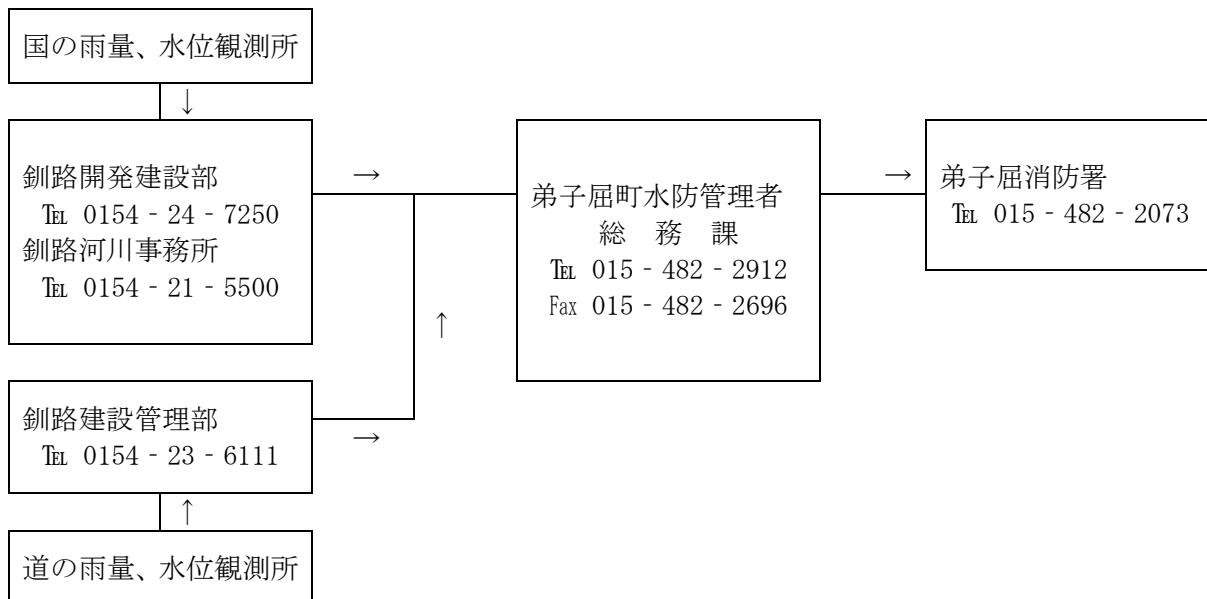 国の雨量、水位観測所
↓
釧路開発建設部
℡ 0154‐24‐7250
釧路河川事務所
℡ 0154‐21‐5500
→
弟子屈町水防管理者
総　務　課
℡ 015‐482‐2912
Fax 015‐482‐2696
→
弟子屈消防署
℡ 015‐482‐2073
↑
釧路建設管理部
℡ 0154‐23‐6111
→
↑
道の雨量、水位観測所